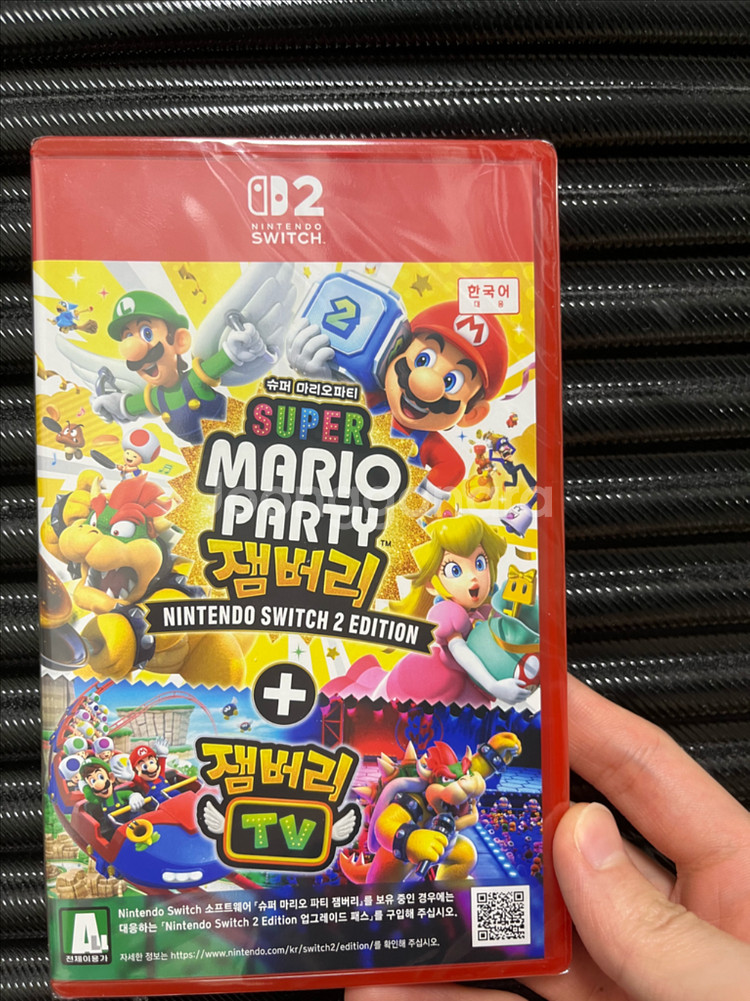 2
NINTENDO
SWITCH
한국어
대응
2
M
L
슈퍼 마리오파티
SUPER
MARIO
PARTY™
잼버리
NINTENDO SWITCH 2 EDITION
+
잼버리
TV
Nintendo Switch 소프트웨어 「슈퍼 마리오 파티 잼버리」를 보유 중인 경우에는
대응하는 「Nintendo Switch 2 Edition 업그레이드 패스」를 구입해 주십시오.
자세한 정보는 https://www.nintendo.com/kr/switch2/edition/를 확인해 주십시오.
A
전체이용가